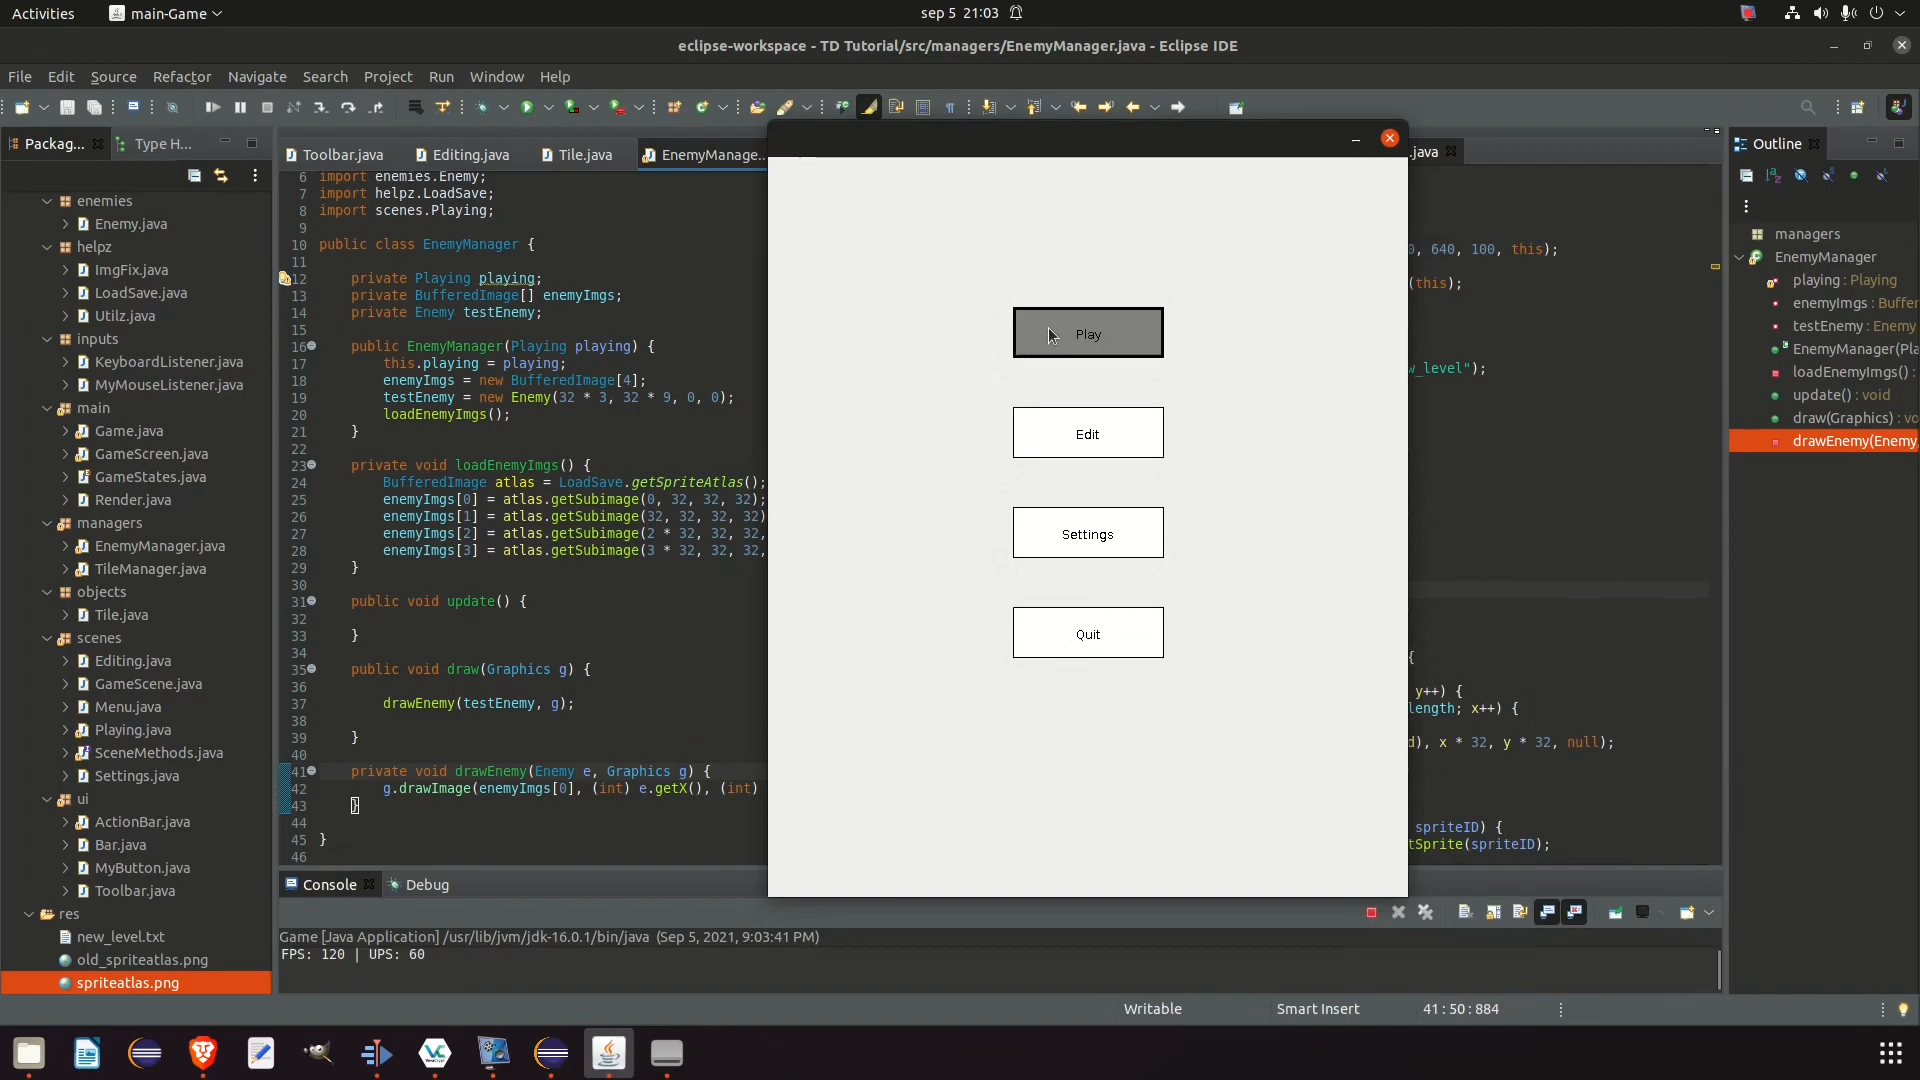 Activities
main-Game
sep 5 21:03
eclipse-workspace - TD Tutorial/src/managers/EnemyManager.java - Eclipse IDE
File Edit Source Refactor Navigate Search Project Run Window Help
Packag...
Type H...
enemies
Enemy.java
helpz
ImgFix.java
LoadSave.java
Utilz.java
inputs
KeyboardListener.java
MyMouseListener.java
main
Game.java
GameScreen.java
GameStates.java
Render.java
managers
EnemyManager.java
TileManager.java
objects
Tile.java
scenes
Editing.java
GameScene.java
Menu.java
Playing.java
SceneMethods.java
Settings.java
ui
ActionBar.java
Bar.java
MyButton.java
Toolbar.java
res
new_level.txt
old_spriteatlas.png
spriteatlas.png
Toolbar.java
Editing.java
Tile.java
EnemyManage...
.java
6 import enemies.Enemy;
7 import helpz.LoadSave;
8 import scenes.Playing;
9
10 public class EnemyManager {
11
12 private Playing playing;
13 private BufferedImage[] enemyImgs;
14 private Enemy testEnemy;
15
16 public EnemyManager(Playing playing) {
17 this.playing = playing;
18 enemyImgs = new BufferedImage[4];
19 testEnemy = new Enemy(32 * 3, 32 * 9, 0, 0);
20 loadEnemyImgs();
21 }
22
23 private void loadEnemyImgs() {
24 BufferedImage atlas = LoadSave.getSpriteAtlas();
25 enemyImgs[0] = atlas.getSubimage(0, 32, 32, 32);
26 enemyImgs[1] = atlas.getSubimage(32, 32, 32, 32)
27 enemyImgs[2] = atlas.getSubimage(2 * 32, 32, 32,
28 enemyImgs[3] = atlas.getSubimage(3 * 32, 32, 32,
29 }
30
31 public void update() {
32
33 }
34
35 public void draw(Graphics g) {
36
37 drawEnemy(testEnemy, g);
38
39 }
40
41 private void drawEnemy(Enemy e, Graphics g) {
42 g.drawImage(enemyImgs[0], (int) e.getX(), (int)
43 }
44
45 }
46
Play
Edit
Settings
Quit
0, 640, 100, this);
(this);
w_level");
{
y++) {
length; x++) {
d), x * 32, y * 32, null);
spriteID) {
tSprite(spriteID);
Outline
managers
EnemyManager
playing : Playing
enemyImgs : Buffer
testEnemy : Enemy
EnemyManager(Pla
loadEnemyImgs() :
update() : void
draw(Graphics) : vo
drawEnemy(Enemy,
Console
Debug
Game [Java Application] /usr/lib/jvm/jdk-16.0.1/bin/java (Sep 5, 2021, 9:03:41 PM)
FPS: 120 | UPS: 60
Writable
Smart Insert
41 : 50 : 884